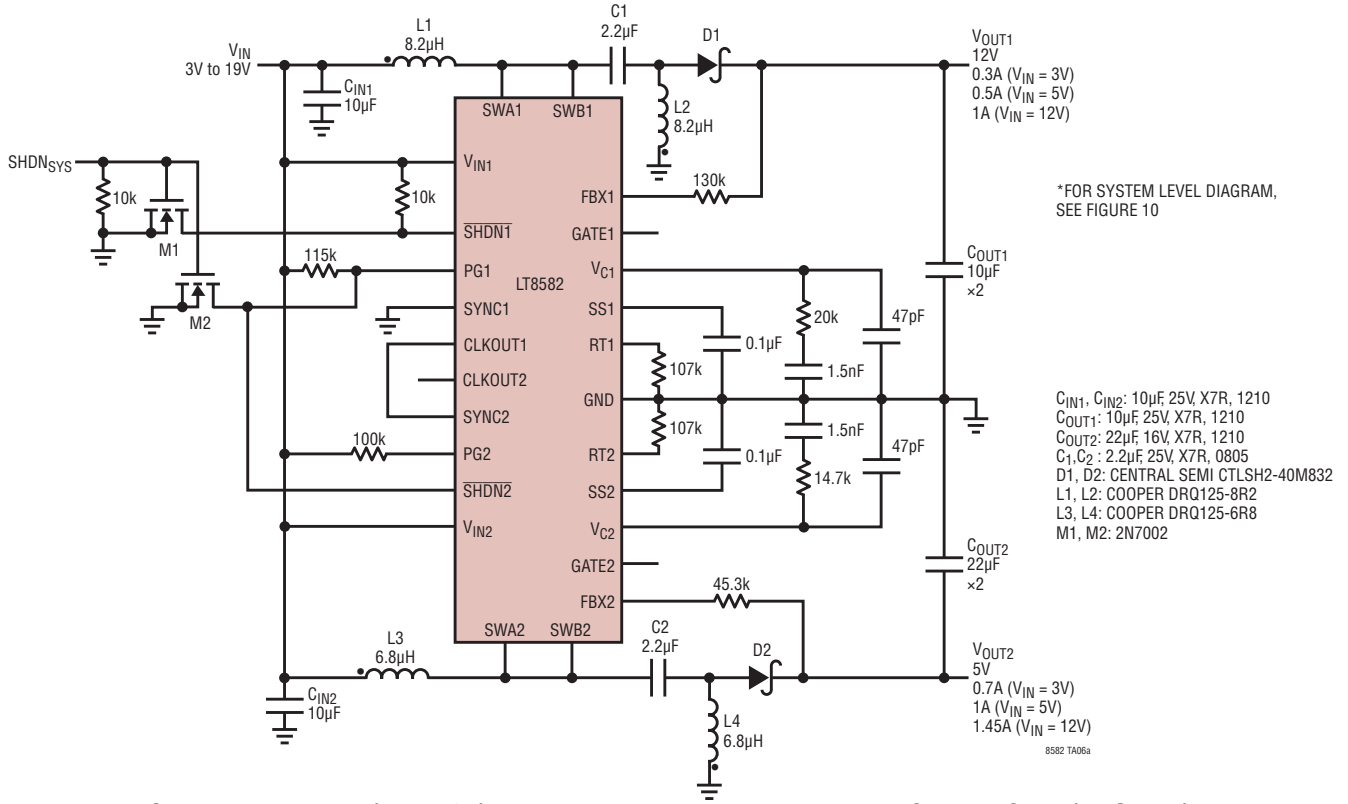 L1
8.2µH
C1
2.2µF
D1
VIN
3V to 19V
CIN1
10µF
L2
8.2µH
VOUT1
12V
0.3A (VIN = 3V)
0.5A (VIN = 5V)
1A (VIN = 12V)
SWA1
SWB1
SHDNSYS
10k
M1
M2
10k
115k
100k
VIN1
SHDN1
PG1
SYNC1
CLKOUT1
CLKOUT2
SYNC2
PG2
SHDN2
VIN2
LT8582
FBX1
GATE1
VC1
SS1
RT1
GND
RT2
SS2
VC2
GATE2
FBX2
SWA2
SWB2
130k
107k
107k
0.1µF
0.1µF
20k
1.5nF
47pF
1.5nF
14.7k
47pF
45.3k
COUT1
10µF
×2
COUT2
22µF
×2
*FOR SYSTEM LEVEL DIAGRAM,
SEE FIGURE 10
CIN1, CIN2: 10µF, 25V, X7R, 1210
COUT1: 10µF, 25V, X7R, 1210
COUT2: 22µF, 16V, X7R, 1210
C1,C2 : 2.2µF, 25V, X7R, 0805
D1, D2: CENTRAL SEMI CTLSH2-40M832
L1, L2: COOPER DRQ125-8R2
L3, L4: COOPER DRQ125-6R8
M1, M2: 2N7002
L3
6.8µH
C2
2.2µF
D2
CIN2
10µF
L4
6.8µH
VOUT2
5V
0.7A (VIN = 3V)
1A (VIN = 5V)
1.45A (VIN = 12V)
8582 TA06a